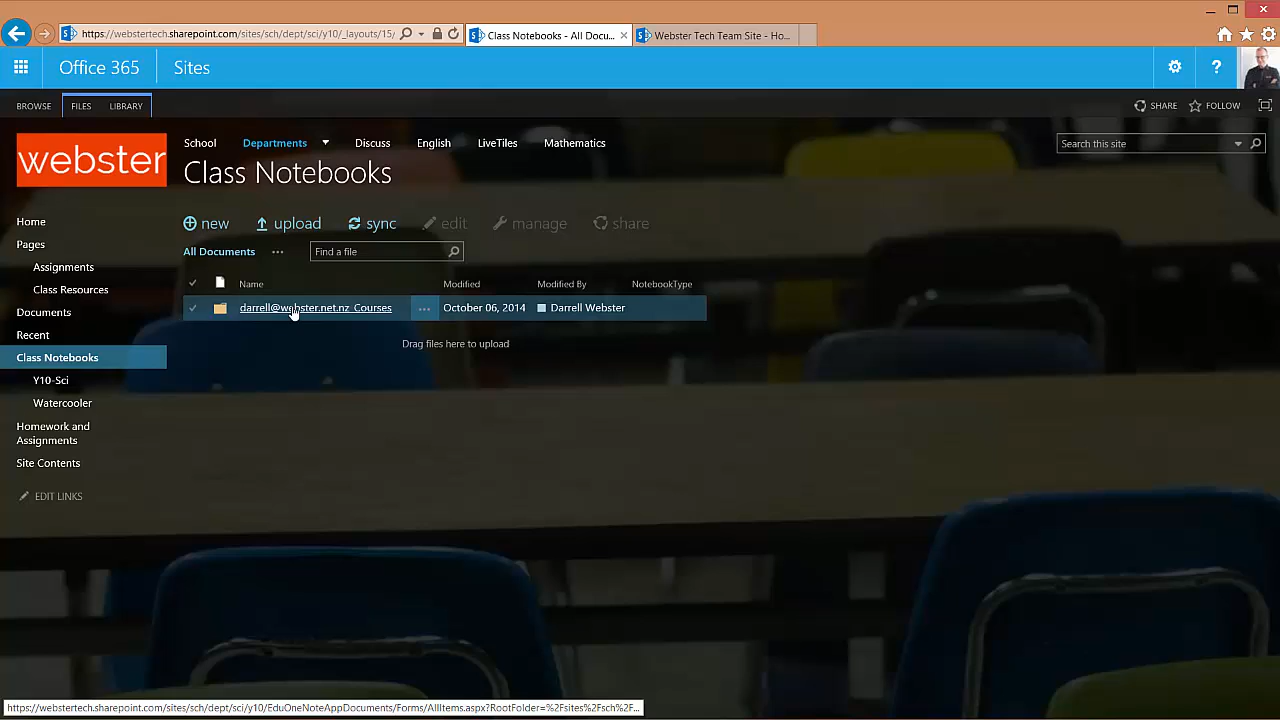 https://webstertech.sharepoint.com/sites/sch/dept/sci/y10/_layouts/15/
Class Notebooks - All Docu...
Webster Tech Team Site - Ho...
Office 365
Sites
?
BROWSE
FILES
LIBRARY
SHARE
FOLLOW
webster
School
Departments
Discuss
English
LiveTiles
Mathematics
Search this site
Class Notebooks
new
upload
sync
edit
manage
share
All Documents
...
Find a file
Name
Modified
Modified By
NotebookType
darrell@webster.net.nz_Courses
...
October 06, 2014
Darrell Webster
Drag files here to upload
Home
Pages
Assignments
Class Resources
Documents
Recent
Class Notebooks
Y10-Sci
Watercooler
Homework and
Assignments
Site Contents
EDIT LINKS
https://webstertech.sharepoint.com/sites/sch/dept/sci/y10/EduOneNoteAppDocuments/Forms/AllItems.aspx?RootFolder=%2Fsites%2Fsch%2F...